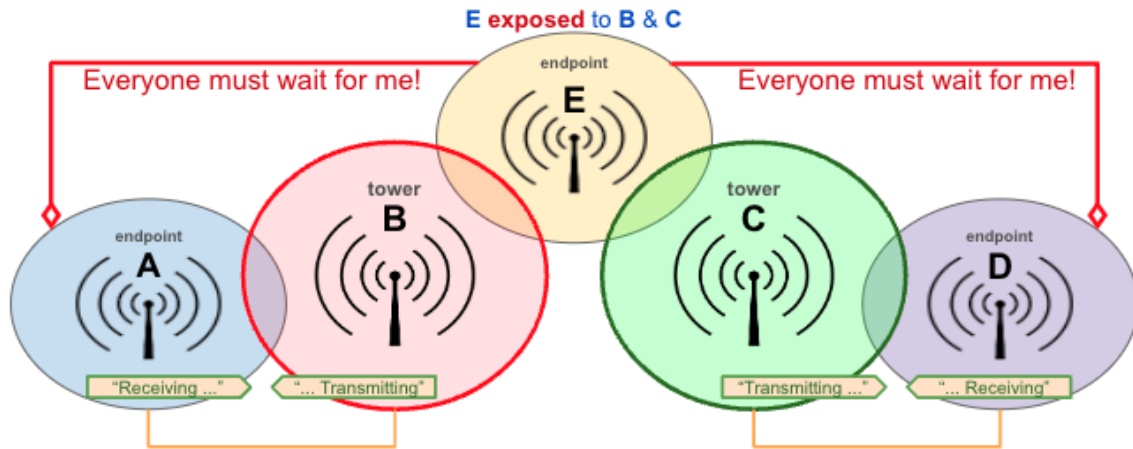 E exposed to B & C
Everyone must wait for me!
endpoint
E
Everyone must wait for me!
tower
B
tower
C
endpoint
A
endpoint
D
“Receiving ...”
“... Transmitting”
“Transmitting ...”
“... Receiving”